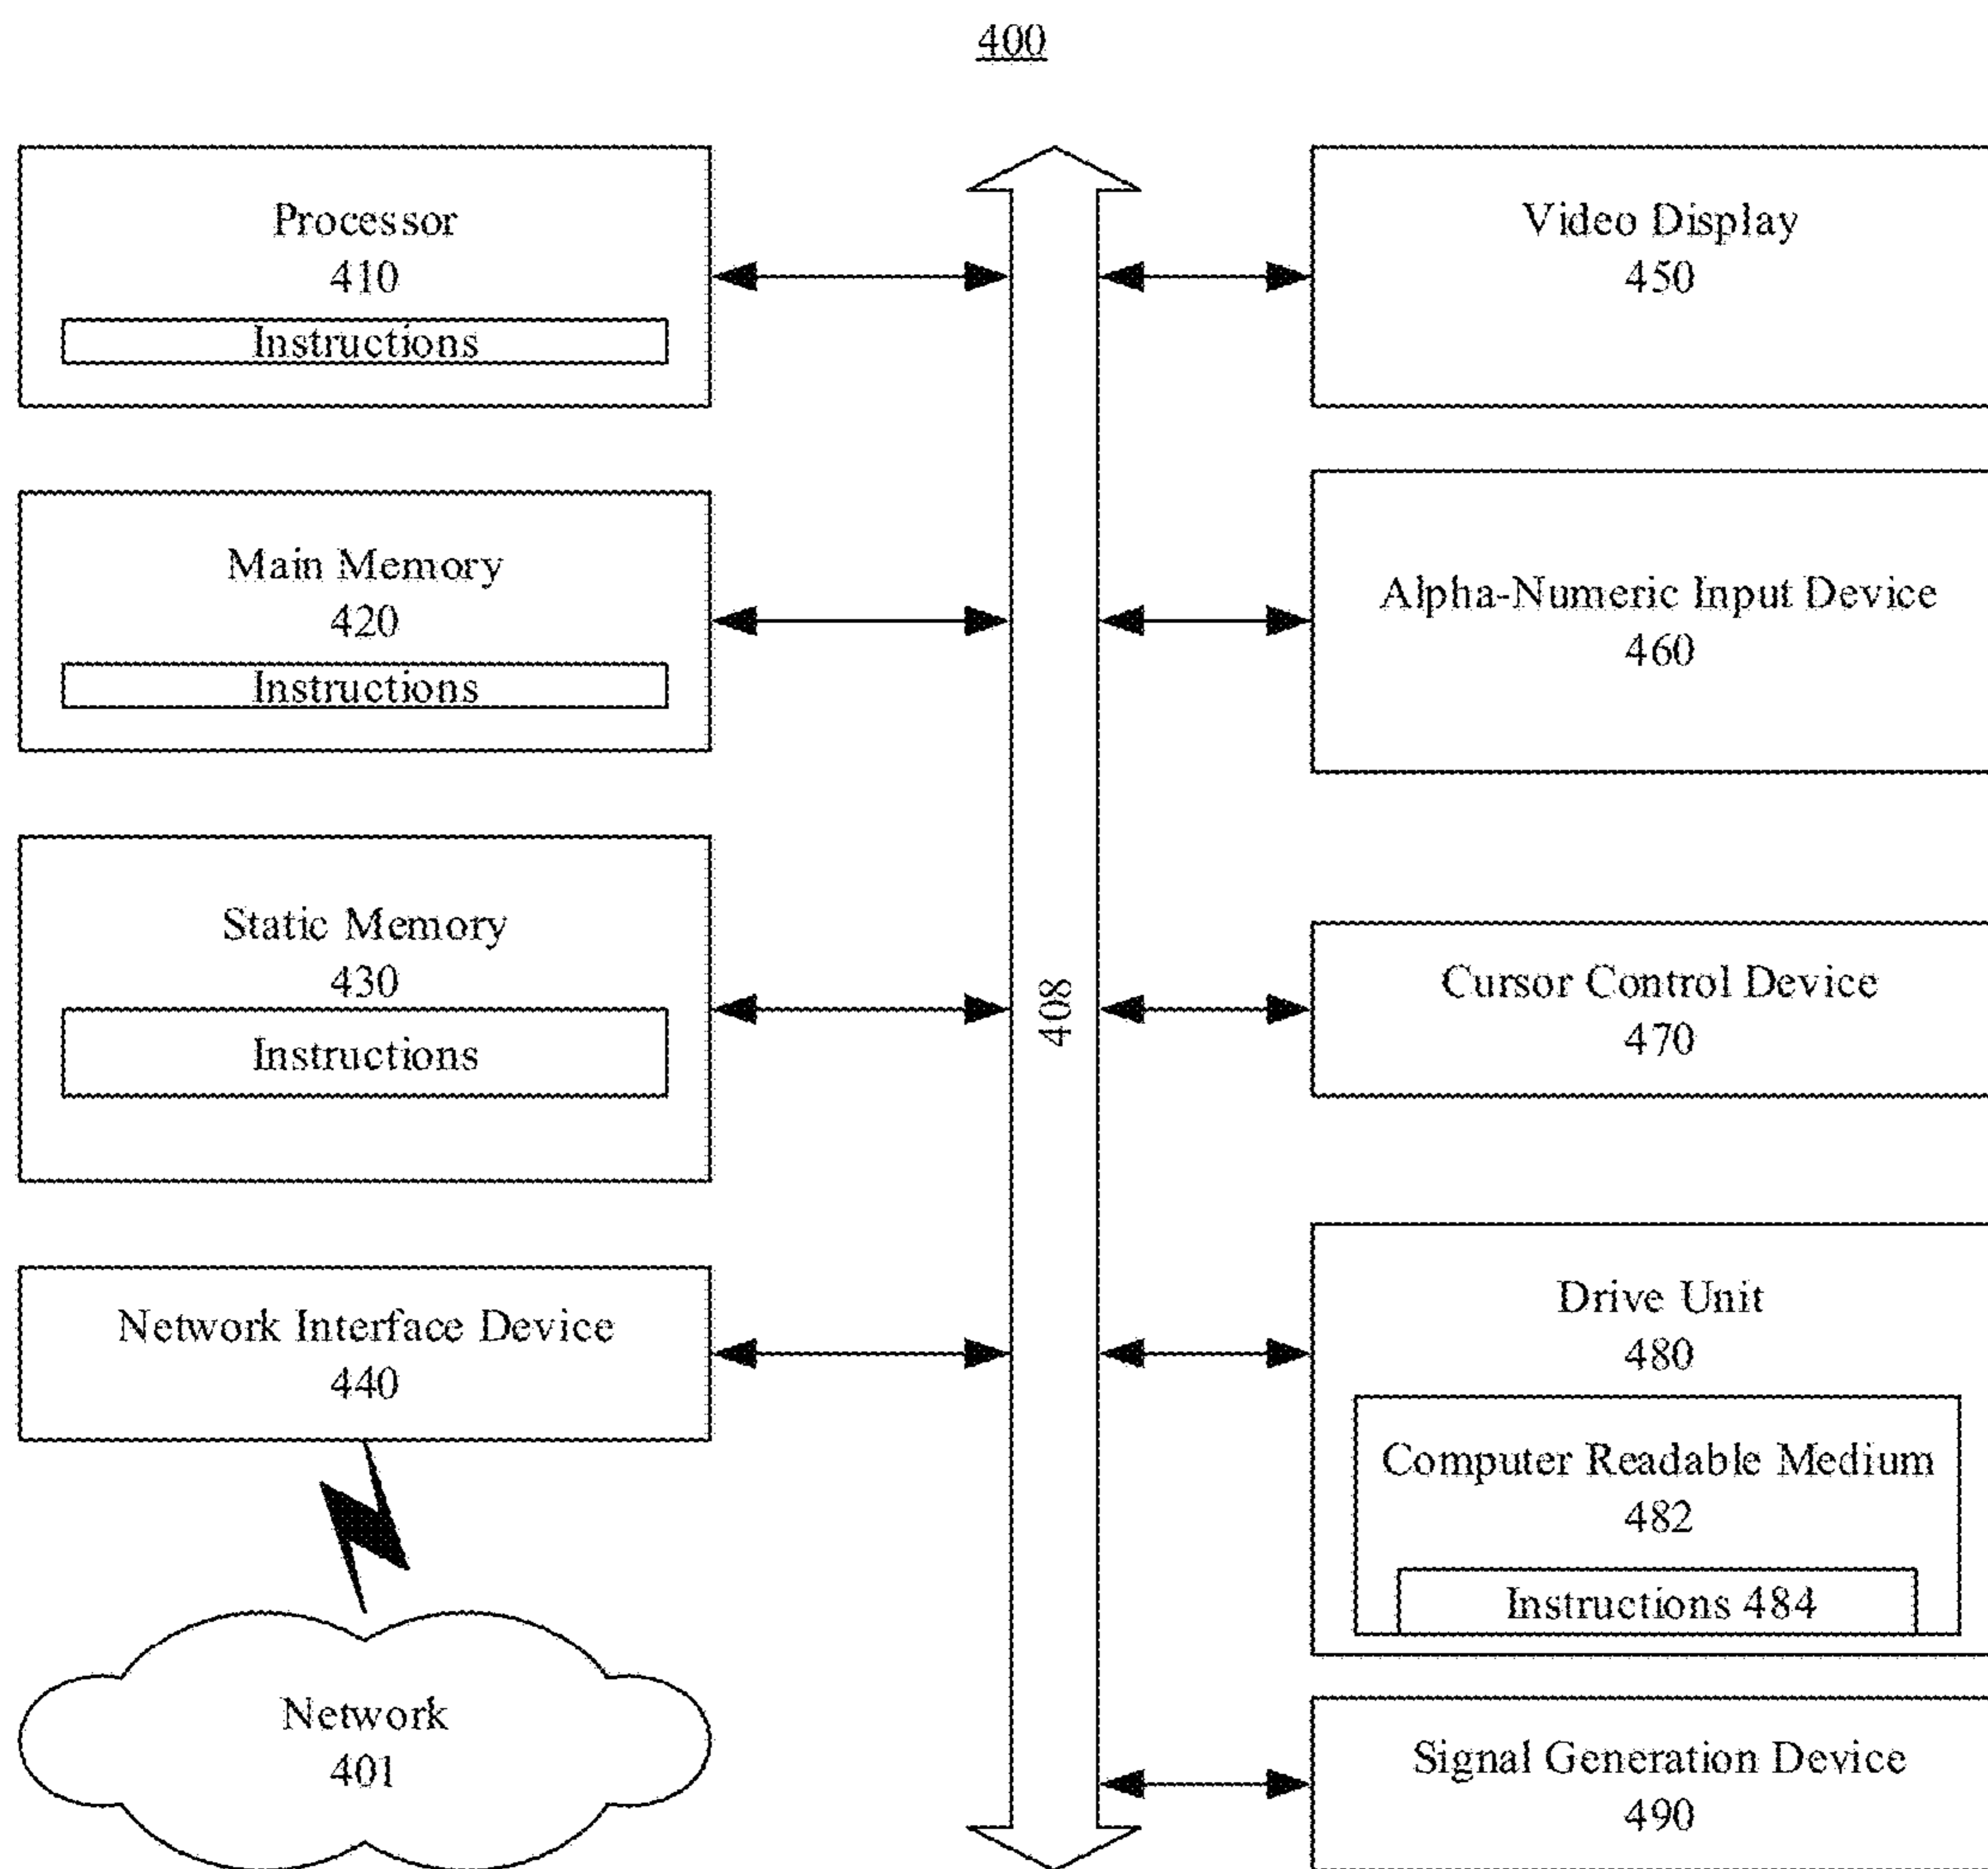 400
Processor
410
Instructions
Main Memory
420
Instructions
Static Memory
430
Instructions
Network Interface Device
440
Network
401
408
Video Display
450
Alpha-Numeric Input Device
460
Cursor Control Device
470
Drive Unit
480
Computer Readable Medium
482
Instructions 484
Signal Generation Device
490